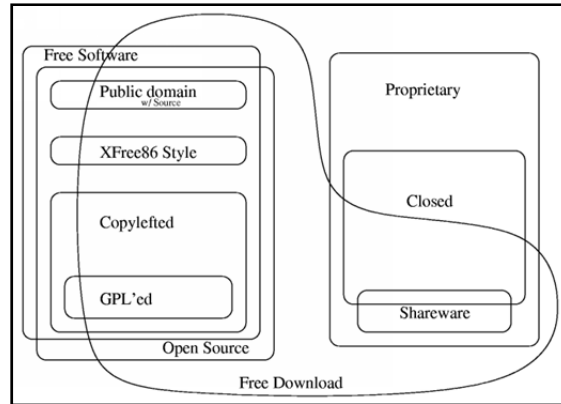 Free Software
Public domain
w/ Source
XFree86 Style
Copylefted
GPL'ed
Open Source
Proprietary
Closed
Shareware
Free Download